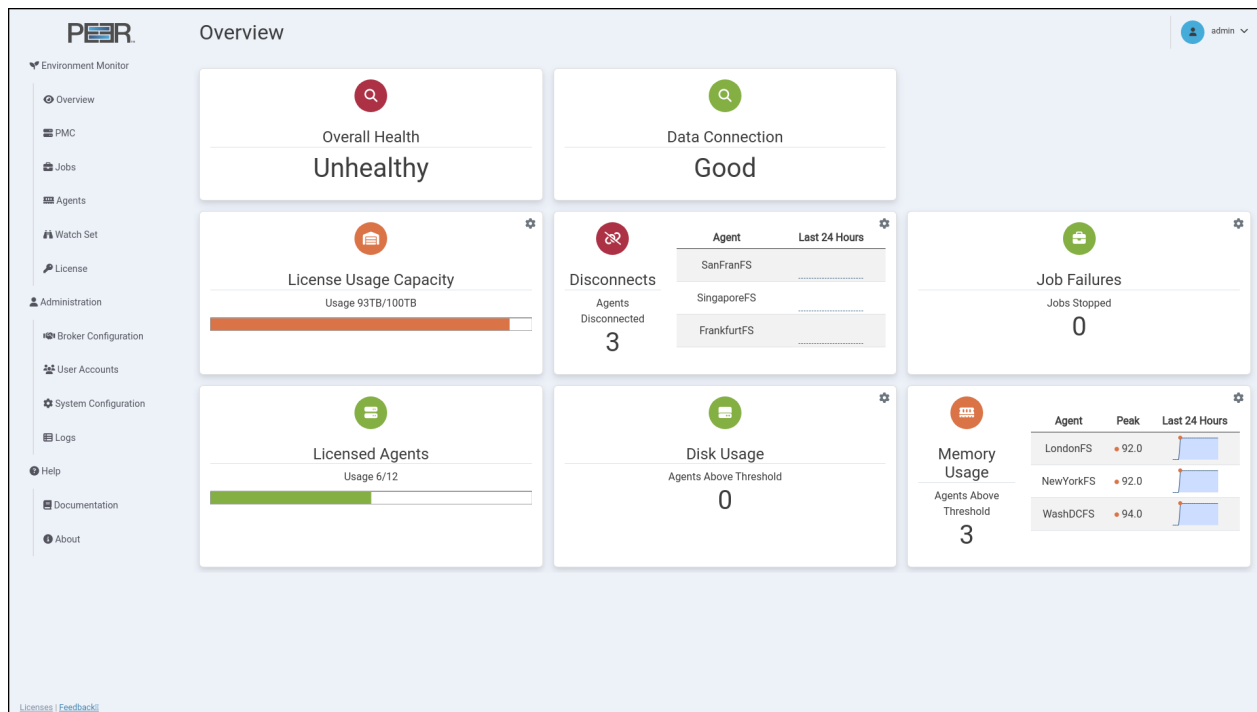 PEER
Overview
admin
Environment Monitor
Overview
PMC
Jobs
Agents
Watch Set
License
Administration
Broker Configuration
User Accounts
System Configuration
Logs
Help
Documentation
About
Licenses | Feedback
Overall Health
Unhealthy
Data Connection
Good
License Usage Capacity
Usage 93TB/100TB
Disconnects
Agents
Disconnected
3
Agent Last 24 Hours
SanFranFS
SingaporeFS
FrankfurtFS
Job Failures
Jobs Stopped
0
Licensed Agents
Usage 6/12
Disk Usage
Agents Above Threshold
0
Memory
Usage
Agents Above
Threshold
3
Agent Peak Last 24 Hours
LondonFS 92.0
NewYorkFS 92.0
WashDCFS 94.0